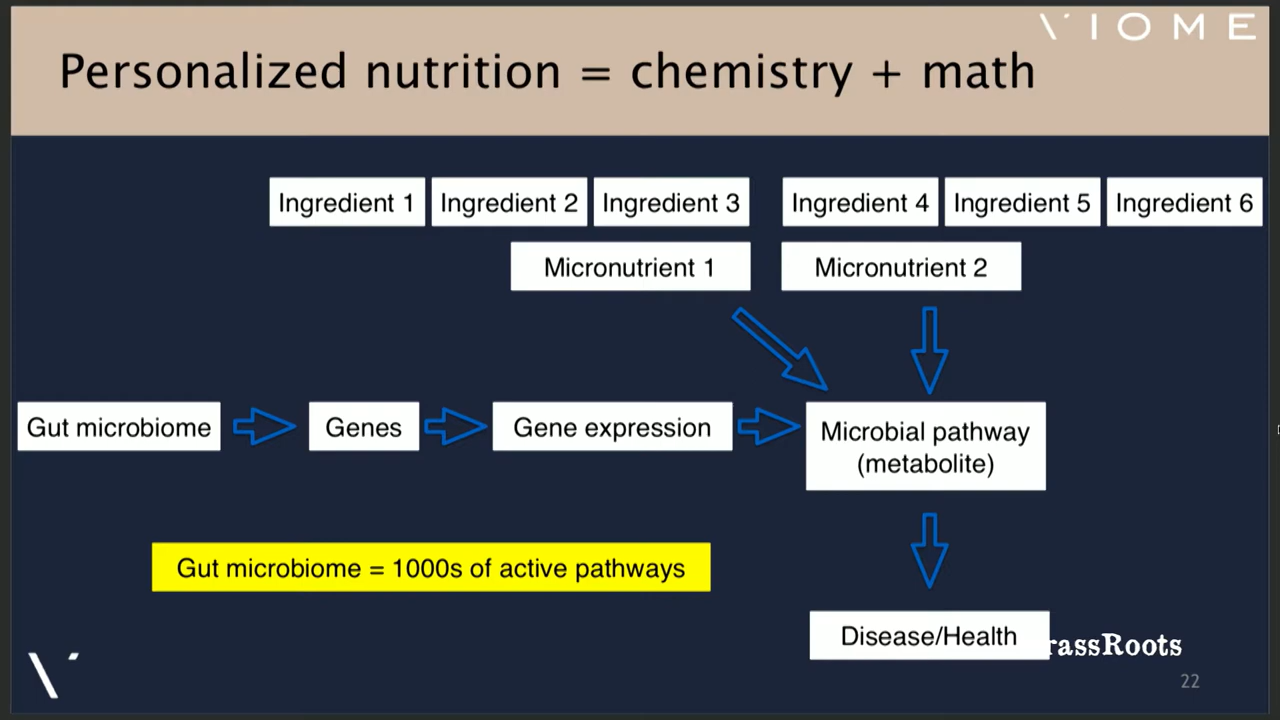 VIOME
Personalized nutrition = chemistry + math
Ingredient 1
Ingredient 2
Ingredient 3
Ingredient 4
Ingredient 5
Ingredient 6
Micronutrient 1
Micronutrient 2
Gut microbiome
Genes
Gene expression
Microbial pathway
(metabolite)
Gut microbiome = 1000s of active pathways
Disease/Health
rassRoots
22